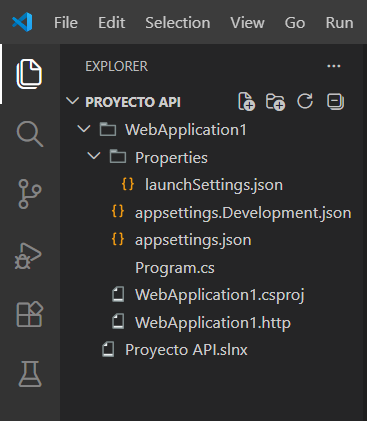 File Edit Selection View Go Run
EXPLORER ...
PROYECTO API
WebApplication1
Properties
{} launchSettings.json
{} appsettings.Development.json
{} appsettings.json
Program.cs
WebApplication1.csproj
WebApplication1.http
Proyecto API.slnx